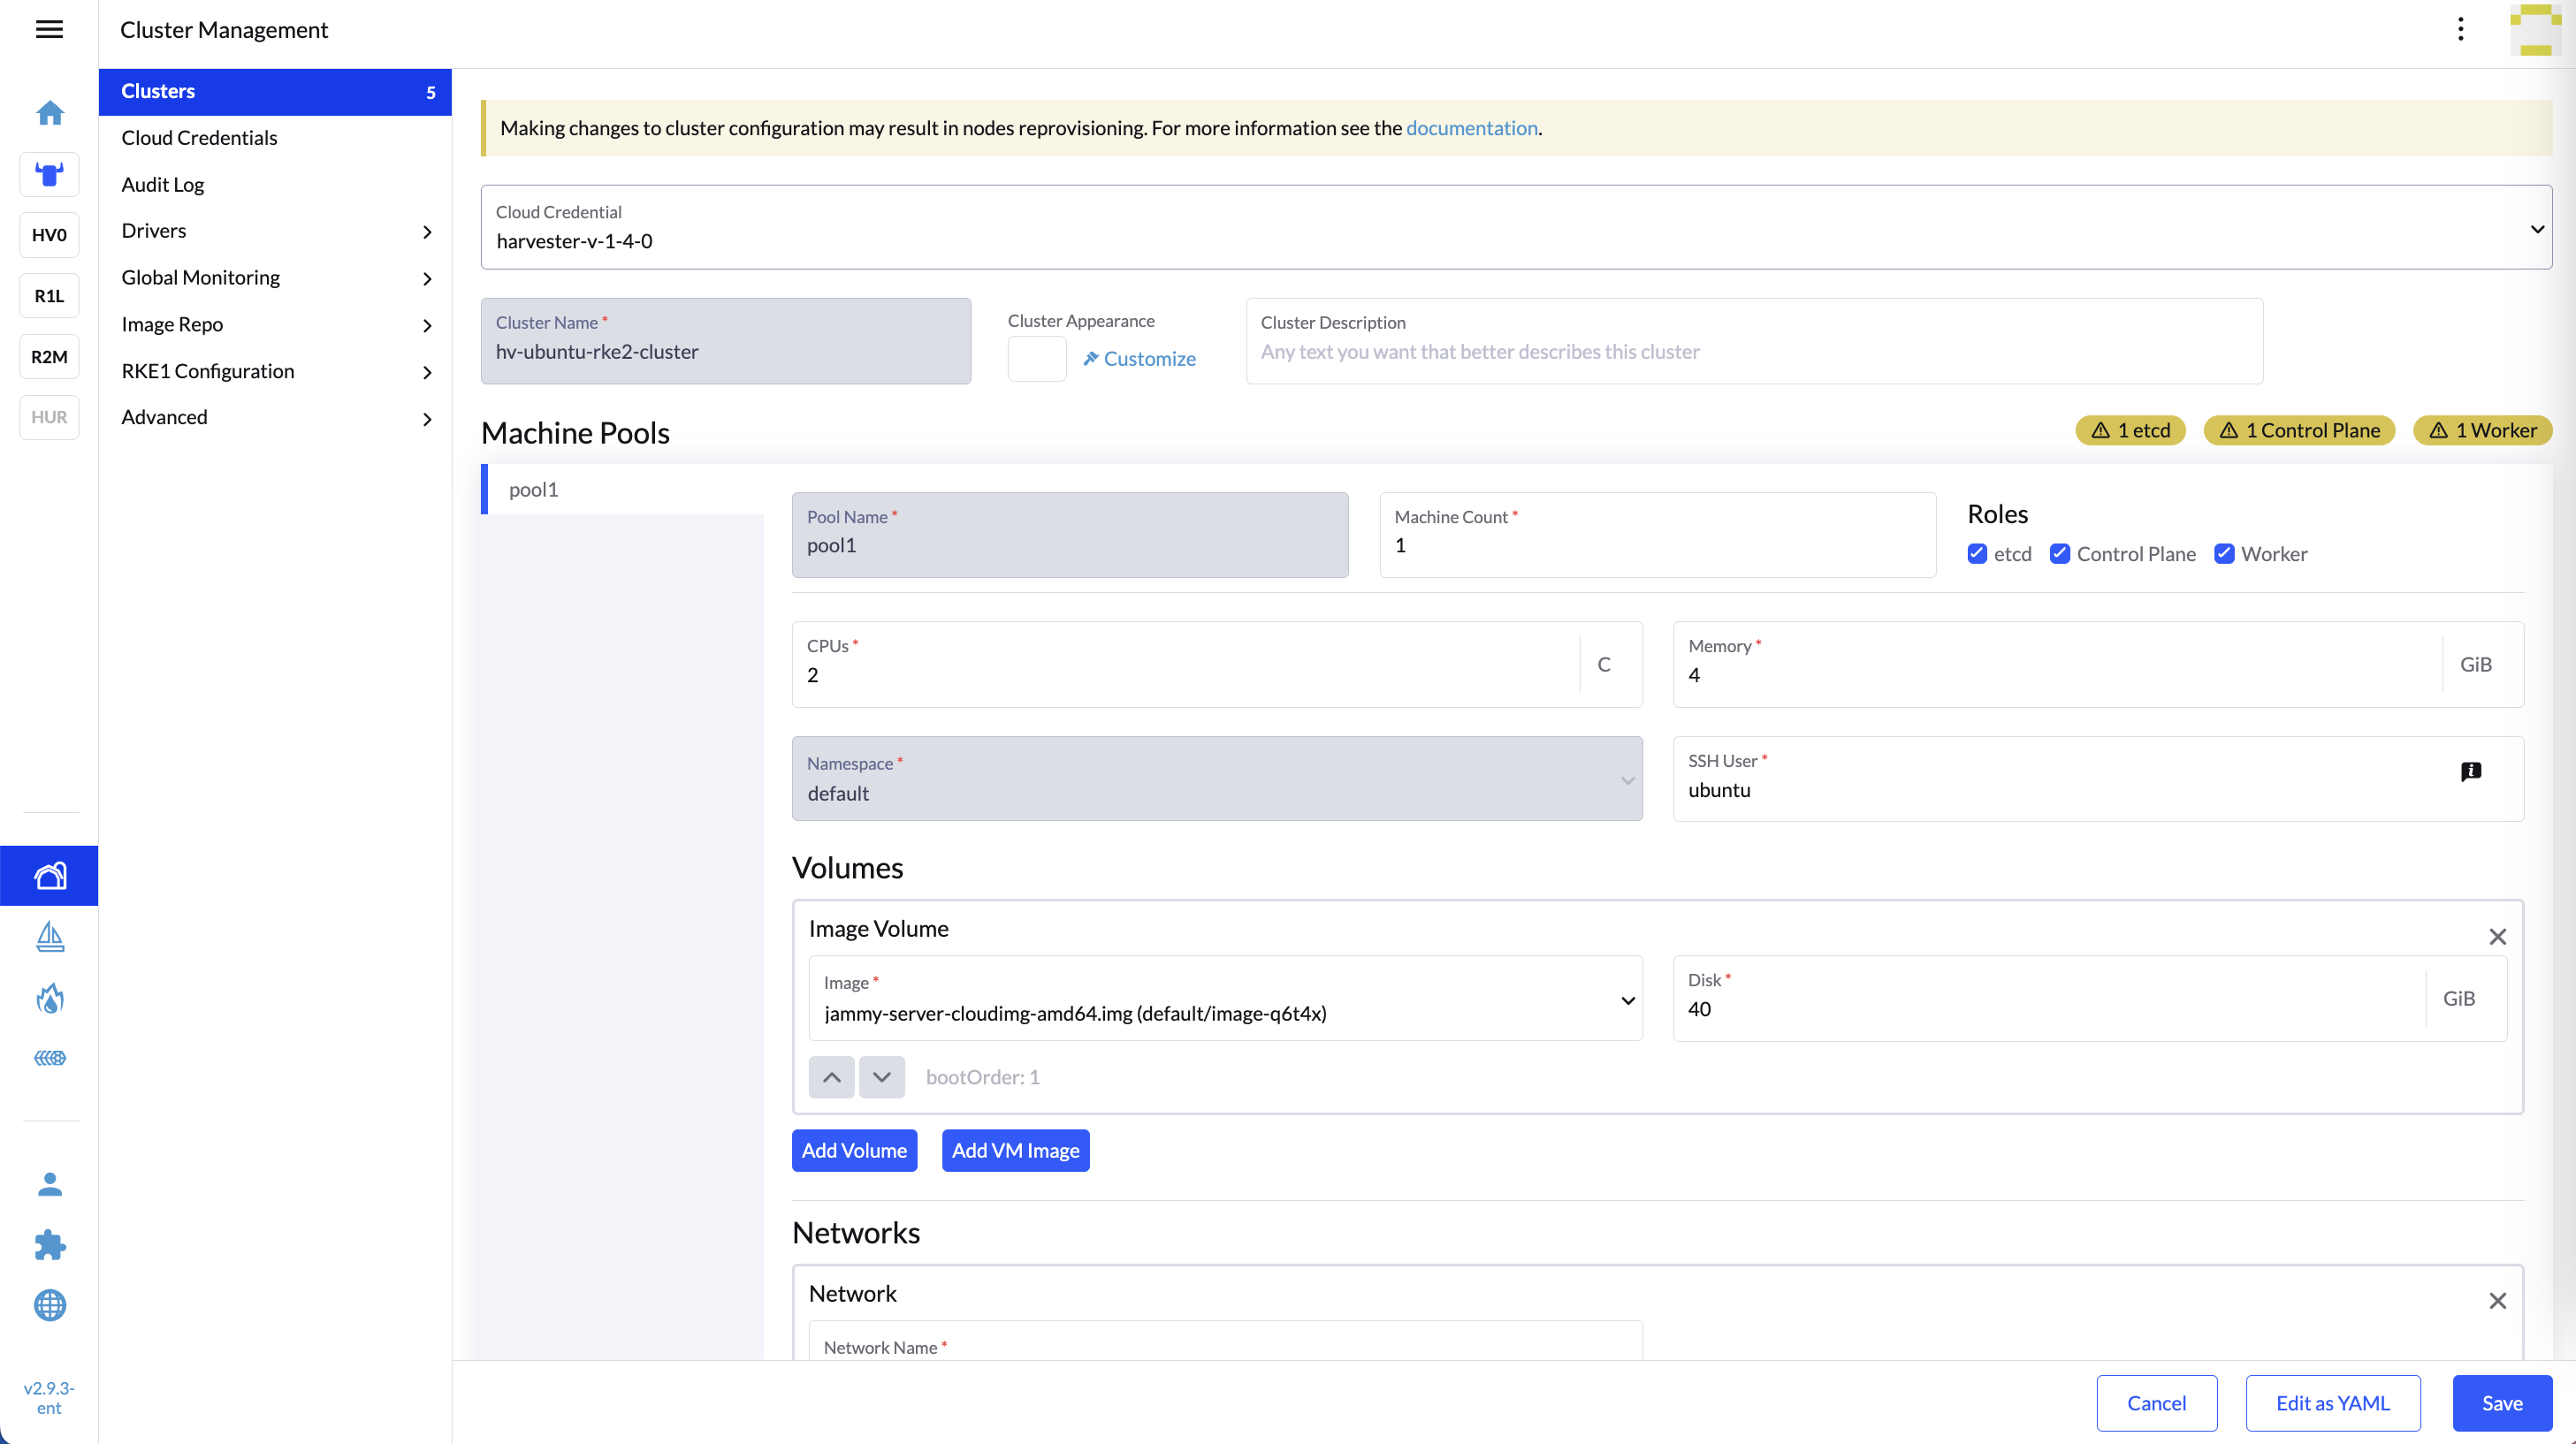 Cluster Management
HV0
R1L
R2M
HUR
v2.9.3-
ent
Clusters 5
Cloud Credentials
Audit Log
Drivers
Global Monitoring
Image Repo
RKE1 Configuration
Advanced
Making changes to cluster configuration may result in nodes reprovisioning. For more information see the documentation.
Cloud Credential
harvester-v-1-4-0
Cluster Name *
hv-ubuntu-rke2-cluster
Cluster Appearance
Customize
Cluster Description
Any text you want that better describes this cluster
Machine Pools
1 etcd 1 Control Plane 1 Worker
pool1
Pool Name *
pool1
Machine Count *
1
Roles
etcd Control Plane Worker
CPUs *
2 C
Memory *
4 GiB
Namespace *
default
SSH User *
ubuntu
Volumes
Image Volume
Image *
jammy-server-cloudimg-amd64.img (default/image-q6t4x)
Disk *
40 GiB
bootOrder: 1
Add Volume Add VM Image
Networks
Network
Network Name *
Cancel Edit as YAML Save